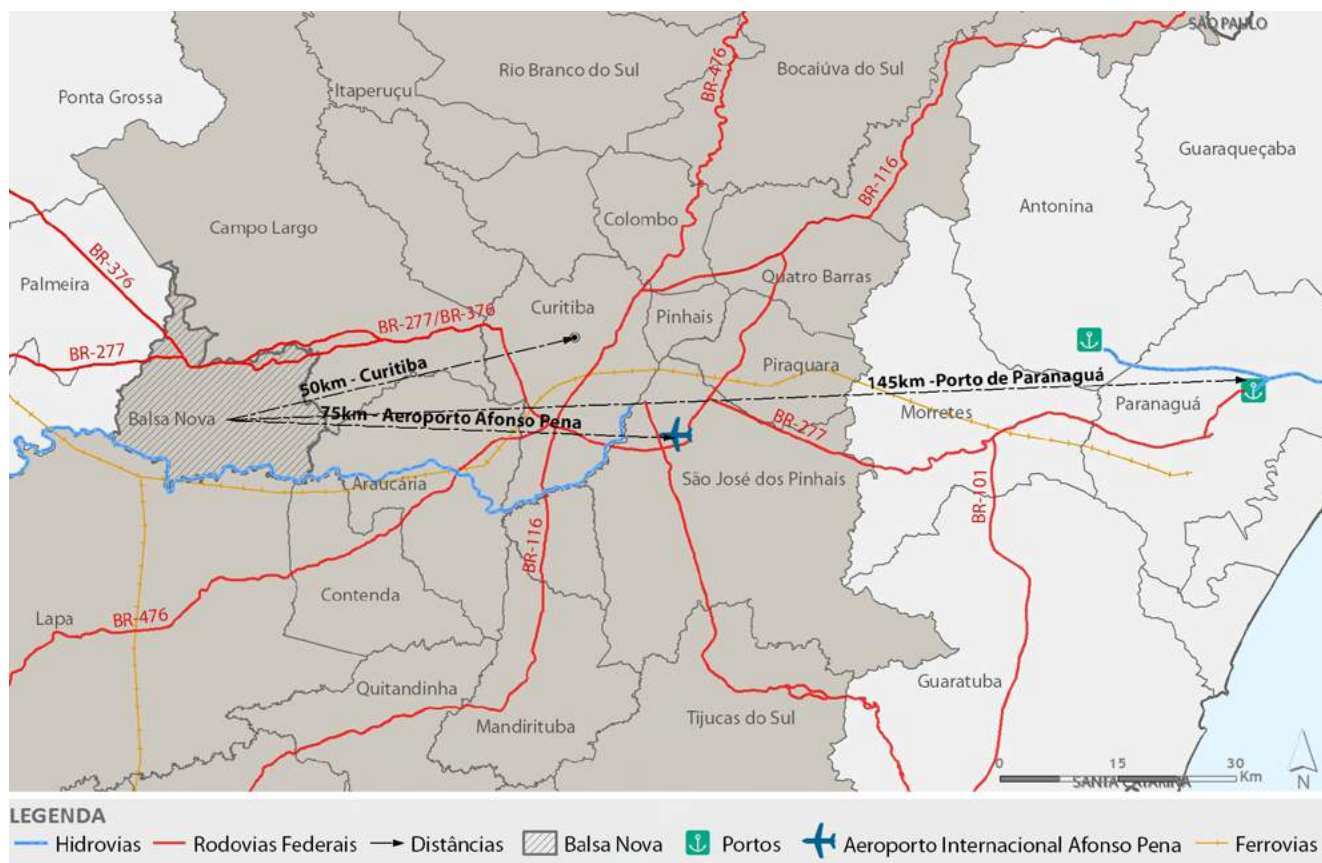 SÃO PAULO
Rio Branco do Sul
BR-476
Bocaiúva do Sul
Itaperuçu
Ponta Grossa
Guaraqueçaba
BR-116
Antonina
Colombo
Campo Largo
BR-376
Quatro Barras
Palmeira
Curitiba
Pinhais
BR-277/BR-376
BR-277
Piraquara
50km - Curitiba
145km -Porto de Paranaguá
Balsa Nova
75km - Aeroporto Afonso Pena
Morretes
Paranaguá
BR-277
Araucária
São José dos Pinhais
BR-101
BR-116
Contenda
Lapa
BR-476
Quitandinha
Guaratuba
Mandirituba
Tijucas do Sul
0 15 30
Km
SANTA CATARINA
N
LEGENDA
Hidrovias
Rodovias Federais
Distâncias
Balsa Nova
Portos
Aeroporto Internacional Afonso Pena
Ferrovias